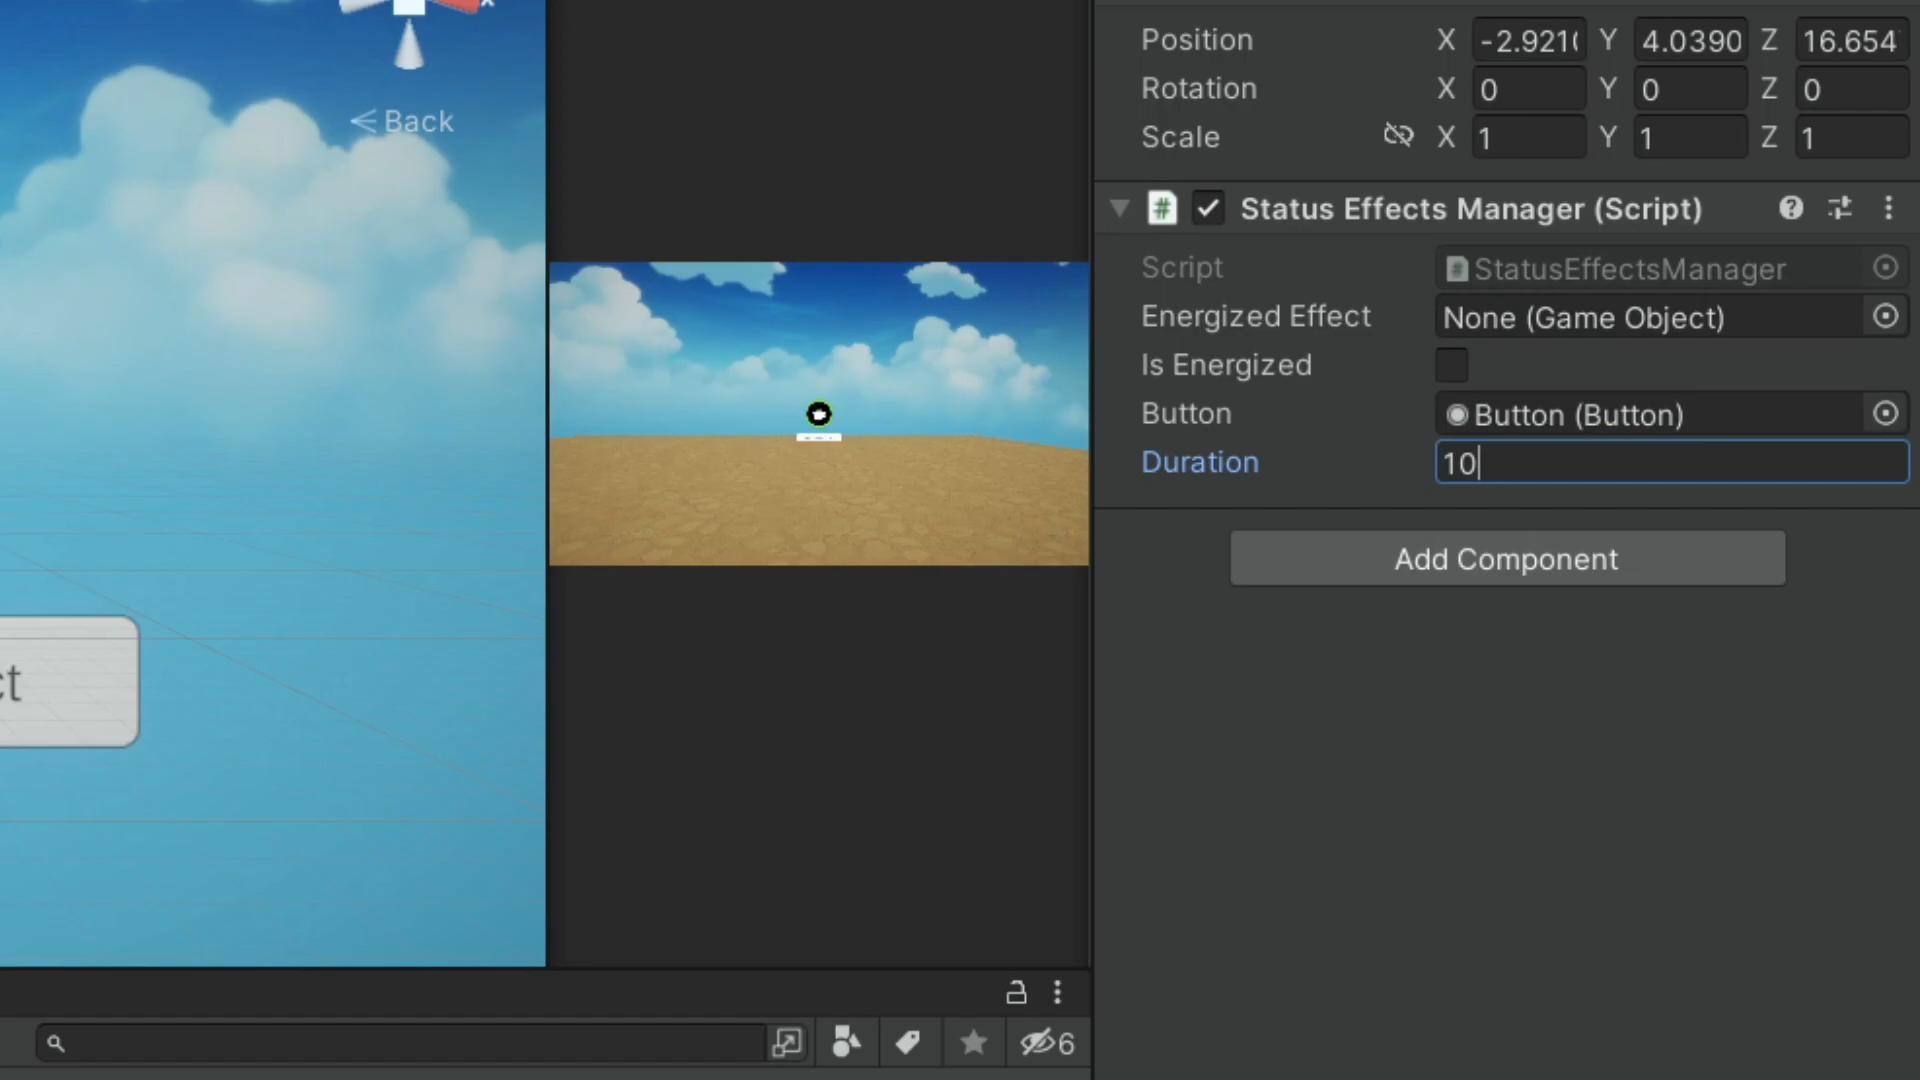 x
< Back
ct
Position X -2.921 Y 4.0390 Z 16.654
Rotation X 0 Y 0 Z 0
Scale X 1 Y 1 Z 1
# Status Effects Manager (Script)
Script # StatusEffectsManager
Energized Effect None (Game Object)
Is Energized
Button Button (Button)
Duration 10
Add Component
6